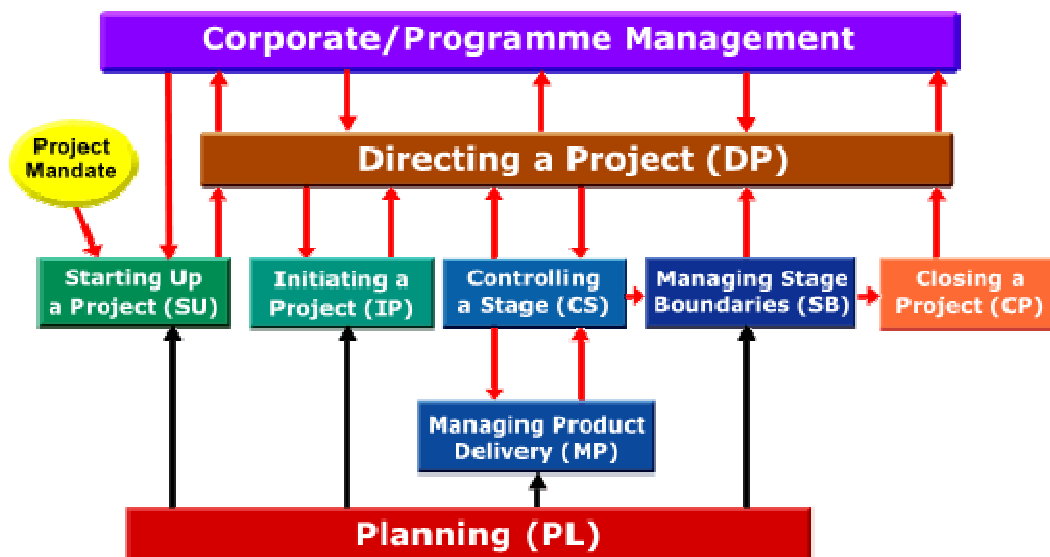 Corporate/Programme Management
Project
Mandate
Directing a Project (DP)
Starting Up
a Project (SU)
Initiating a
Project (IP)
Controlling
a Stage (CS)
Managing Stage
Boundaries (SB)
Closing a
Project (CP)
Managing Product
Delivery (MP)
Planning (PL)